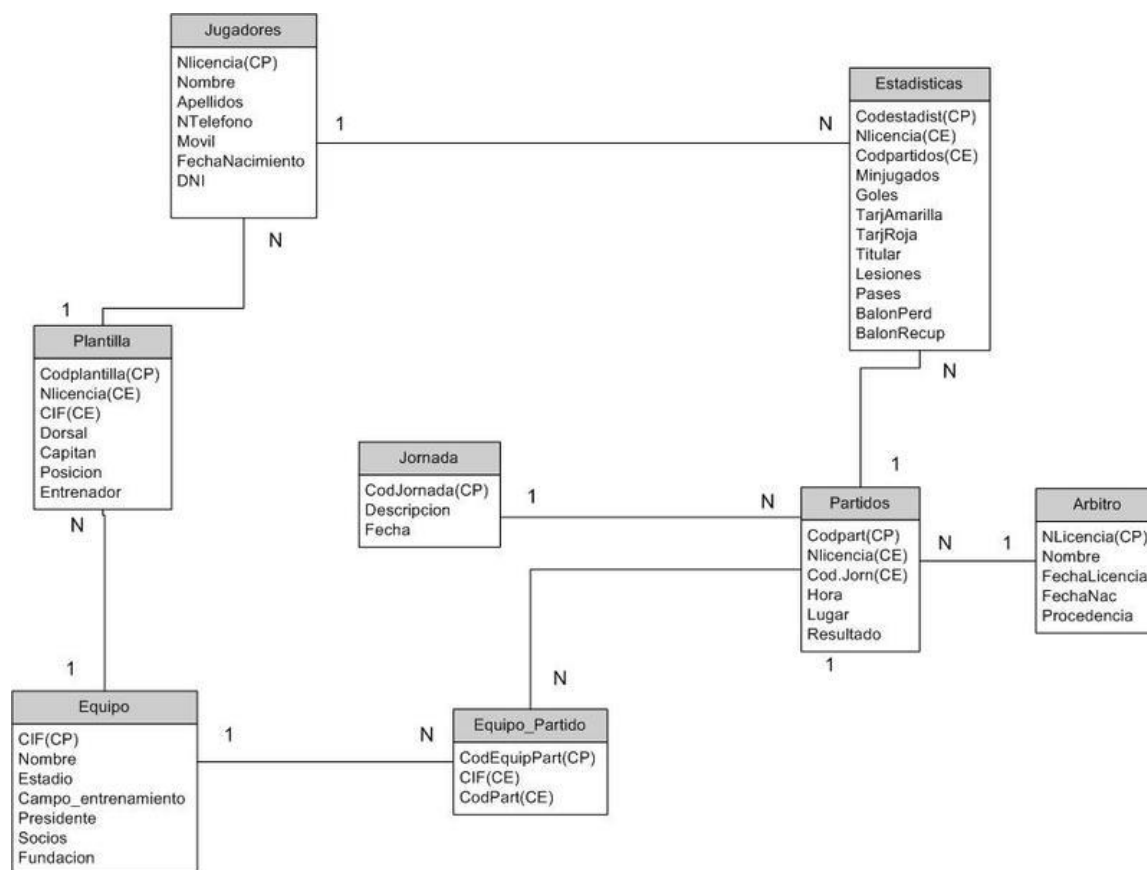 Jugadores
Nlicencia(CP)
Nombre
Apellidos
NTelefono
Movil
FechaNacimiento
DNI
1
N
N
Estadisticas
Codestadist(CP)
Nlicencia(CE)
Codpartidos(CE)
Minjugados
Goles
TarjAmarilla
TarjRoja
Titular
Lesiones
Pases
BalonPerd
BalonRecup
N
1
1
Plantilla
Codplantilla(CP)
Nlicencia(CE)
CIF(CE)
Dorsal
Capitan
Posicion
Entrenador
N
1
Jornada
CodJornada(CP)
Descripcion
Fecha
1
N
Partidos
Codpart(CP)
Nlicencia(CE)
Cod.Jorn(CE)
Hora
Lugar
Resultado
N
1
1
Arbitro
NLicencia(CP)
Nombre
FechaLicencia
FechaNac
Procedencia
Equipo
CIF(CP)
Nombre
Estadio
Campo_entrenamiento
Presidente
Socios
Fundacion
1
N
N
Equipo_Partido
CodEquipPart(CP)
CIF(CE)
CodPart(CE)